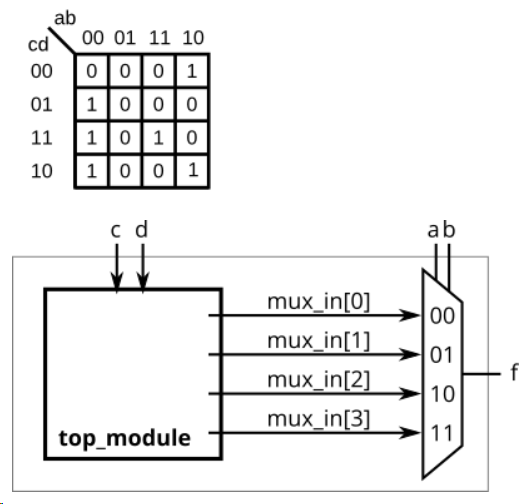 ab
cd
00 01 11 10
00 0 0 0 1
01 1 0 0 0
11 1 0 1 0
10 1 0 0 1
c d
a b
mux_in[0] 00
mux_in[1] 01
f
mux_in[2] 10
mux_in[3] 11
top_module